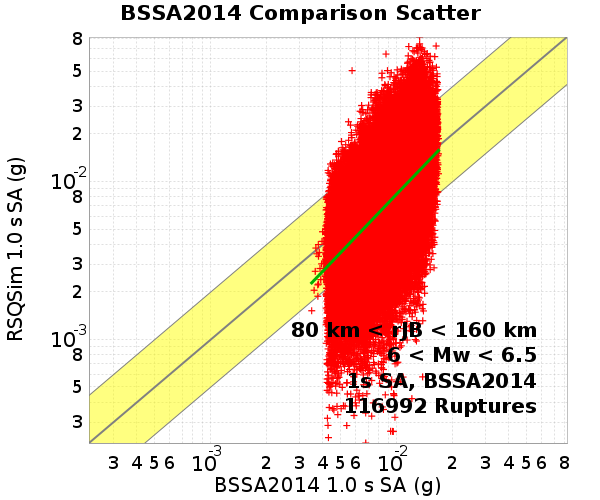 BSSA2014 Comparison Scatter
8
5
3
2
10-2
8
5
3
2
10-3
8
5
3
RSQSim 1.0 s SA (g)
80 km < rJB < 160 km
6 < Mw < 6.5
1s SA, BSSA2014
116992 Ruptures
3 4 5 6 10-3 2 3 4 5 6 10-2 2 3 4 5 6 8
BSSA2014 1.0 s SA (g)